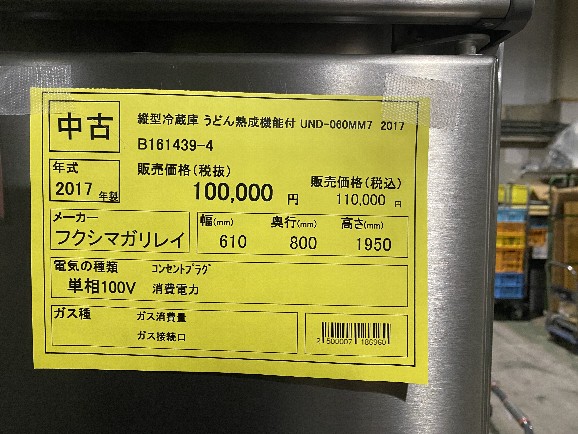 中古
縦型冷蔵庫 うどん熟成機能付 UND-060MM7 2017
B161439-4
年式
2017 年製
販売価格(税抜)
100,000 円
販売価格(税込)
110,000 円
メーカー
フクシマガリレイ
幅(mm) 奥行(mm) 高さ(mm)
610 800 1950
電気の種類 コンセントプラグ
単相100V 消費電力
ガス種 ガス消費量
ガス接続口
2 500007 186960